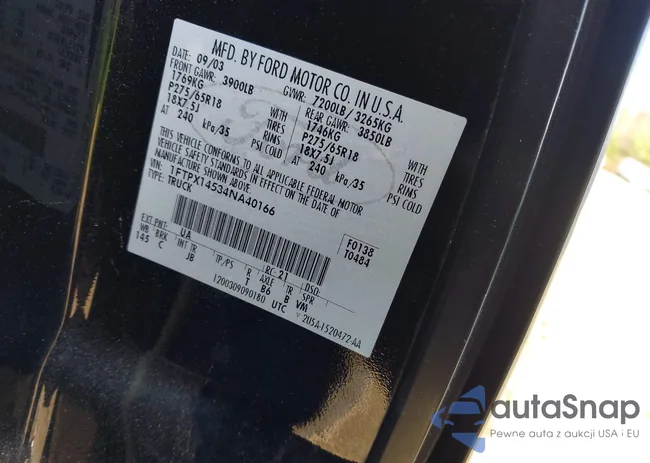 MFD. BY FORD MOTOR CO. IN U.S.A.
DATE: 09/03 GVWR: 7200LB/ 3265KG
FRONT GAWR: 3900LB REAR GAWR: 3850LB
1769KG WITH 1746KG WITH
P275/65R18 TIRES P275/65R18 TIRES
18X7.5J RIMS 18X7.5J RIMS
AT 240 kPa/35 PSI COLD AT 240 kPa/35 PSI COLD
THIS VEHICLE CONFORMS TO ALL APPLICABLE FEDERAL MOTOR
VEHICLE SAFETY STANDARDS IN EFFECT ON THE DATE OF
MANUFACTURE SHOWN ABOVE.
VIN: 1FTPX14534NA40166
TYPE: TRUCK
F0138
T0484
EXT PNT: UA RC: 21 DSO:
WB BRK INT TR TP/PS R AXLE TR SPR
145 C JB T B6 B VM
1200309090180 UTC
2U5A-1520472-AA
autaSnap
Pewne auta z aukcji USA i EU